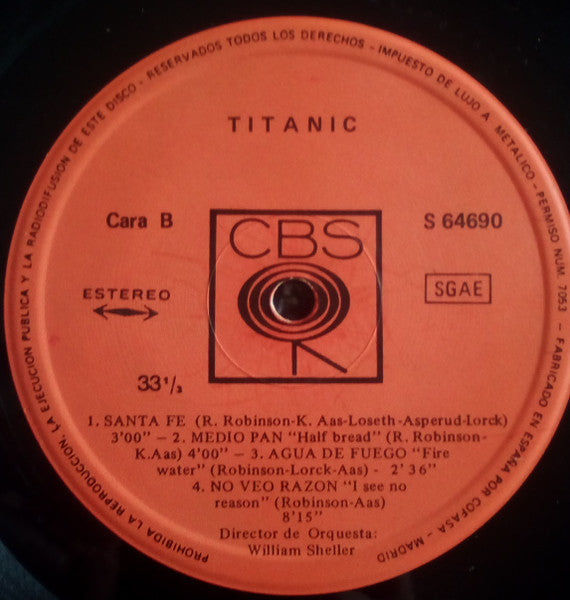 PROHIBIDA LA REPRODUCCION, LA EJECUCION PUBLICA Y LA RADIODIFUSION DE ESTE DISCO - RESERVADOS TODOS LOS DERECHOS - IMPUESTO DE LUJO A METALICO - PERMISO NUM. 7053 - FABRICADO EN ESPAÑA POR COFASA - MADRID
TITANIC
Cara B
CBS
S 64690
ESTEREO
SGAE
33 1/3
1. SANTA FE (R. Robinson-K. Aas-Loseth-Asperud-Lorck)
3'00" – 2. MEDIO PAN "Half bread" (R. Robinson-
K.Aas) 4'00" – 3. AGUA DE FUEGO "Fire
water" (Robinson-Lorck-Aas) - 2'36"
4. NO VEO RAZON "I see no
reason" (Robinson-Aas)
8'15"
Director de Orquesta:
William Sheller